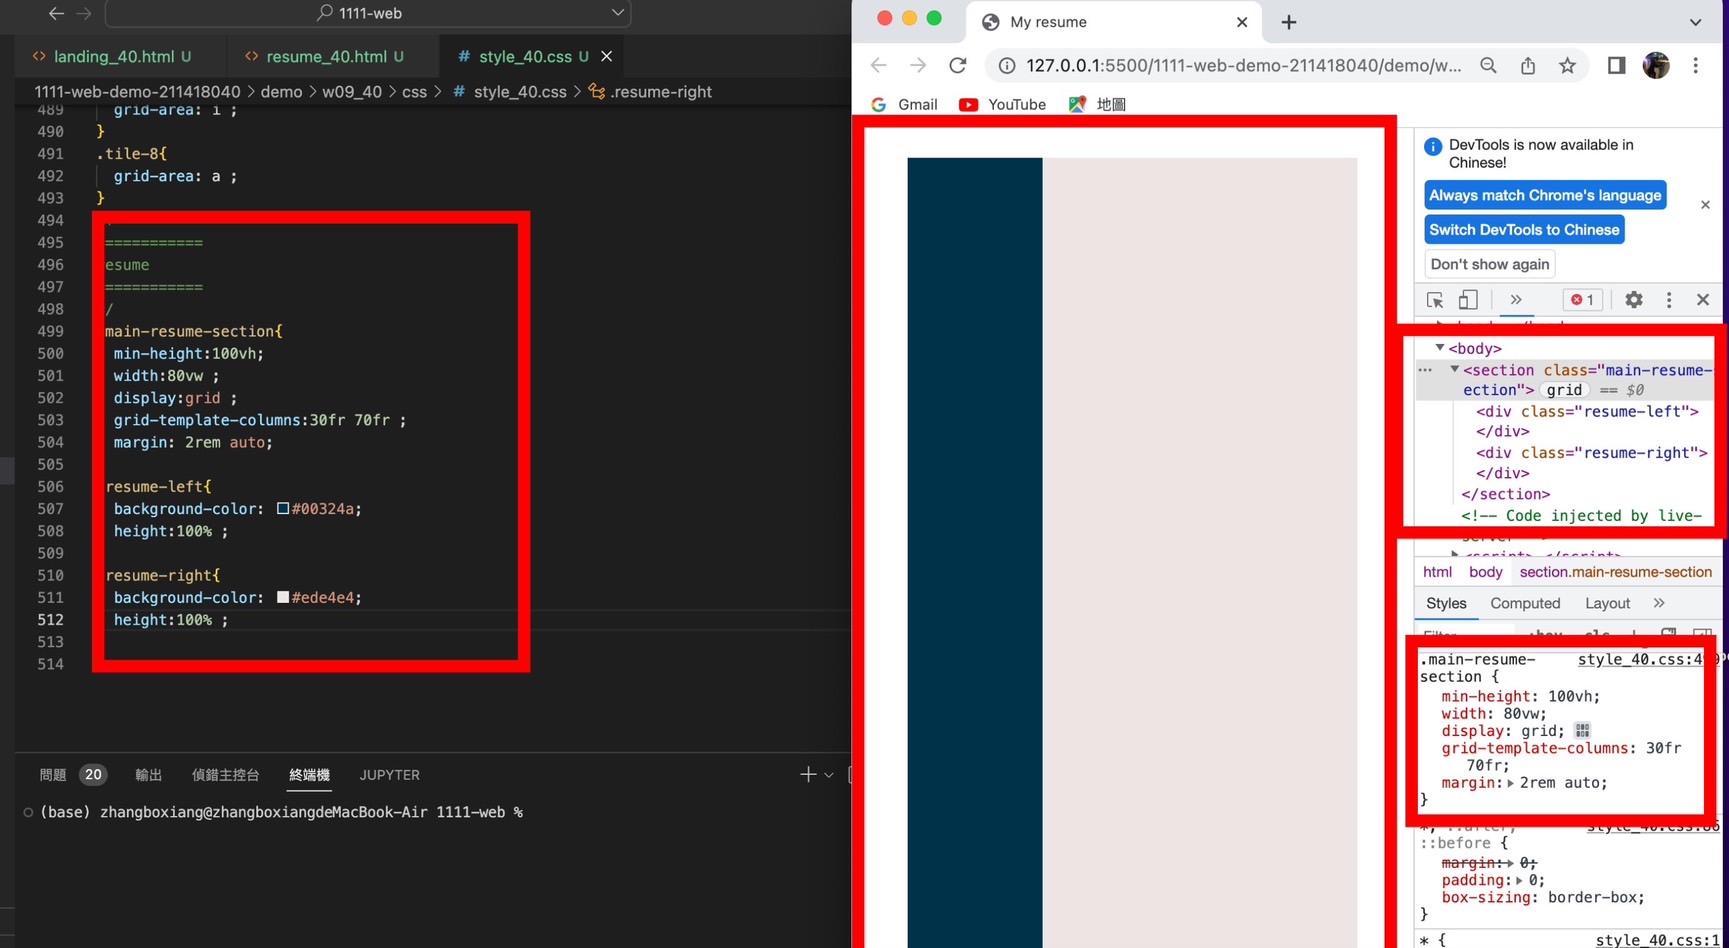 1111-web
landing_40.html U
resume_40.html U
# style_40.css U
1111-web-demo-211418040 > demo > w09_40 > css > # style_40.css > .resume-right
489 grid-area: i ;
490 }
491 .tile-8{
492 grid-area: a ;
493 }
494
495 ===========
496 esume
497 ===========
498 /
499 main-resume-section{
500 min-height:100vh;
501 width:80vw ;
502 display:grid ;
503 grid-template-columns:30fr 70fr ;
504 margin: 2rem auto;
505
506 resume-left{
507 background-color: #00324a;
508 height:100% ;
509
510 resume-right{
511 background-color: #ede4e4;
512 height:100% ;
513
514
問題 20 輸出 偵錯主控台 終端機 JUPYTER
(base) zhangboxiang@zhangboxiangdeMacBook-Air 1111-web %
My resume
127.0.0.1:5500/1111-web-demo-211418040/demo/w...
Gmail YouTube 地圖
DevTools is now available in
Chinese!
Always match Chrome's language
Switch DevTools to Chinese
Don't show again
1
<body>
<section class="main-resume-
ection"> grid == $0
<div class="resume-left">
</div>
<div class="resume-right">
</div>
</section>
<!-- Code injected by live-
html body section.main-resume-section
Styles Computed Layout
.main-resume- style_40.css:499
section {
min-height: 100vh;
width: 80vw;
display: grid;
grid-template-columns: 30fr
70fr;
margin: 2rem auto;
}
::before {
margin: 0;
padding: 0;
box-sizing: border-box;
}
* { style_40.css:1